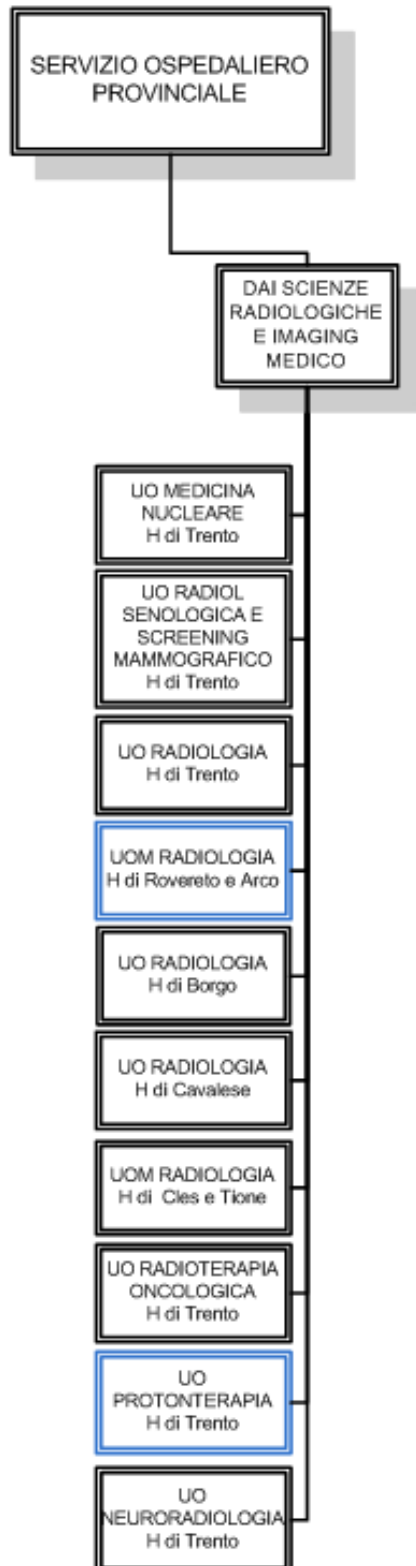 SERVIZIO OSPEDALIERO
PROVINCIALE
DAI SCIENZE
RADIOLOGICHE
E IMAGING
MEDICO
UO MEDICINA
NUCLEARE
H di Trento
UO RADIOL
SENOLOGICA E
SCREENING
MAMMOGRAFICO
H di Trento
UO RADIOLOGIA
H di Trento
UOM RADIOLOGIA
H di Rovereto e Arco
UO RADIOLOGIA
H di Borgo
UO RADIOLOGIA
H di Cavalese
UOM RADIOLOGIA
H di Cles e Tione
UO RADIOTERAPIA
ONCOLOGICA
H di Trento
UO
PROTONTERAPIA
H di Trento
UO
NEURORADIOLOGIA
H di Trento